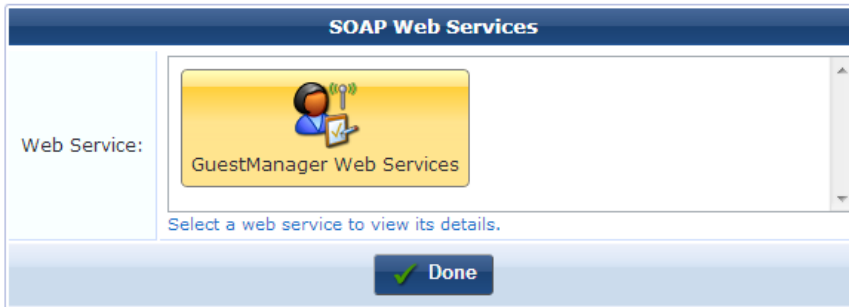 SOAP Web Services
Web Service:
GuestManager Web Services
Select a web service to view its details.
Done